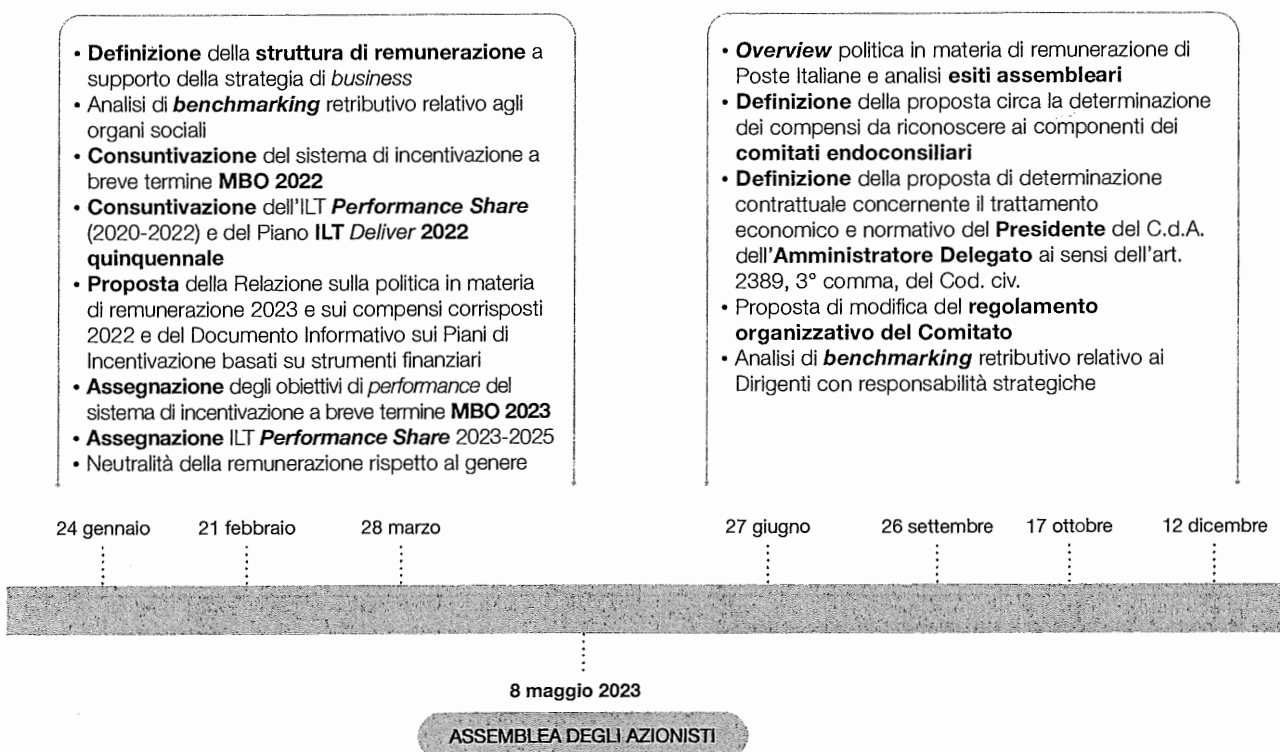 • Definizione della struttura di remunerazione a
supporto della strategia di business
• Analisi di benchmarking retributivo relativo agli
organi sociali
• Consuntivazione del sistema di incentivazione a
breve termine MBO 2022
• Consuntivazione dell'ILT Performance Share
(2020-2022) e del Piano ILT Deliver 2022
quinquennale
• Proposta della Relazione sulla politica in materia
di remunerazione 2023 e sui compensi corrisposti
2022 e del Documento Informativo sui Piani di
Incentivazione basati su strumenti finanziari
• Assegnazione degli obiettivi di performance del
sistema di incentivazione a breve termine MBO 2023
• Assegnazione ILT Performance Share 2023-2025
• Neutralità della remunerazione rispetto al genere
• Overview politica in materia di remunerazione di
Poste Italiane e analisi esiti assembleari
• Definizione della proposta circa la determinazione
dei compensi da riconoscere ai componenti dei
comitati endoconsiliari
• Definizione della proposta di determinazione
contrattuale concernente il trattamento
economico e normativo del Presidente del C.d.A.
dell'Amministratore Delegato ai sensi dell'art.
2389, 3° comma, del Cod. civ.
• Proposta di modifica del regolamento
organizzativo del Comitato
• Analisi di benchmarking retributivo relativo ai
Dirigenti con responsabilità strategiche
24 gennaio 21 febbraio 28 marzo 27 giugno 26 settembre 17 ottobre 12 dicembre
8 maggio 2023
ASSEMBLEA DEGLI AZIONISTI